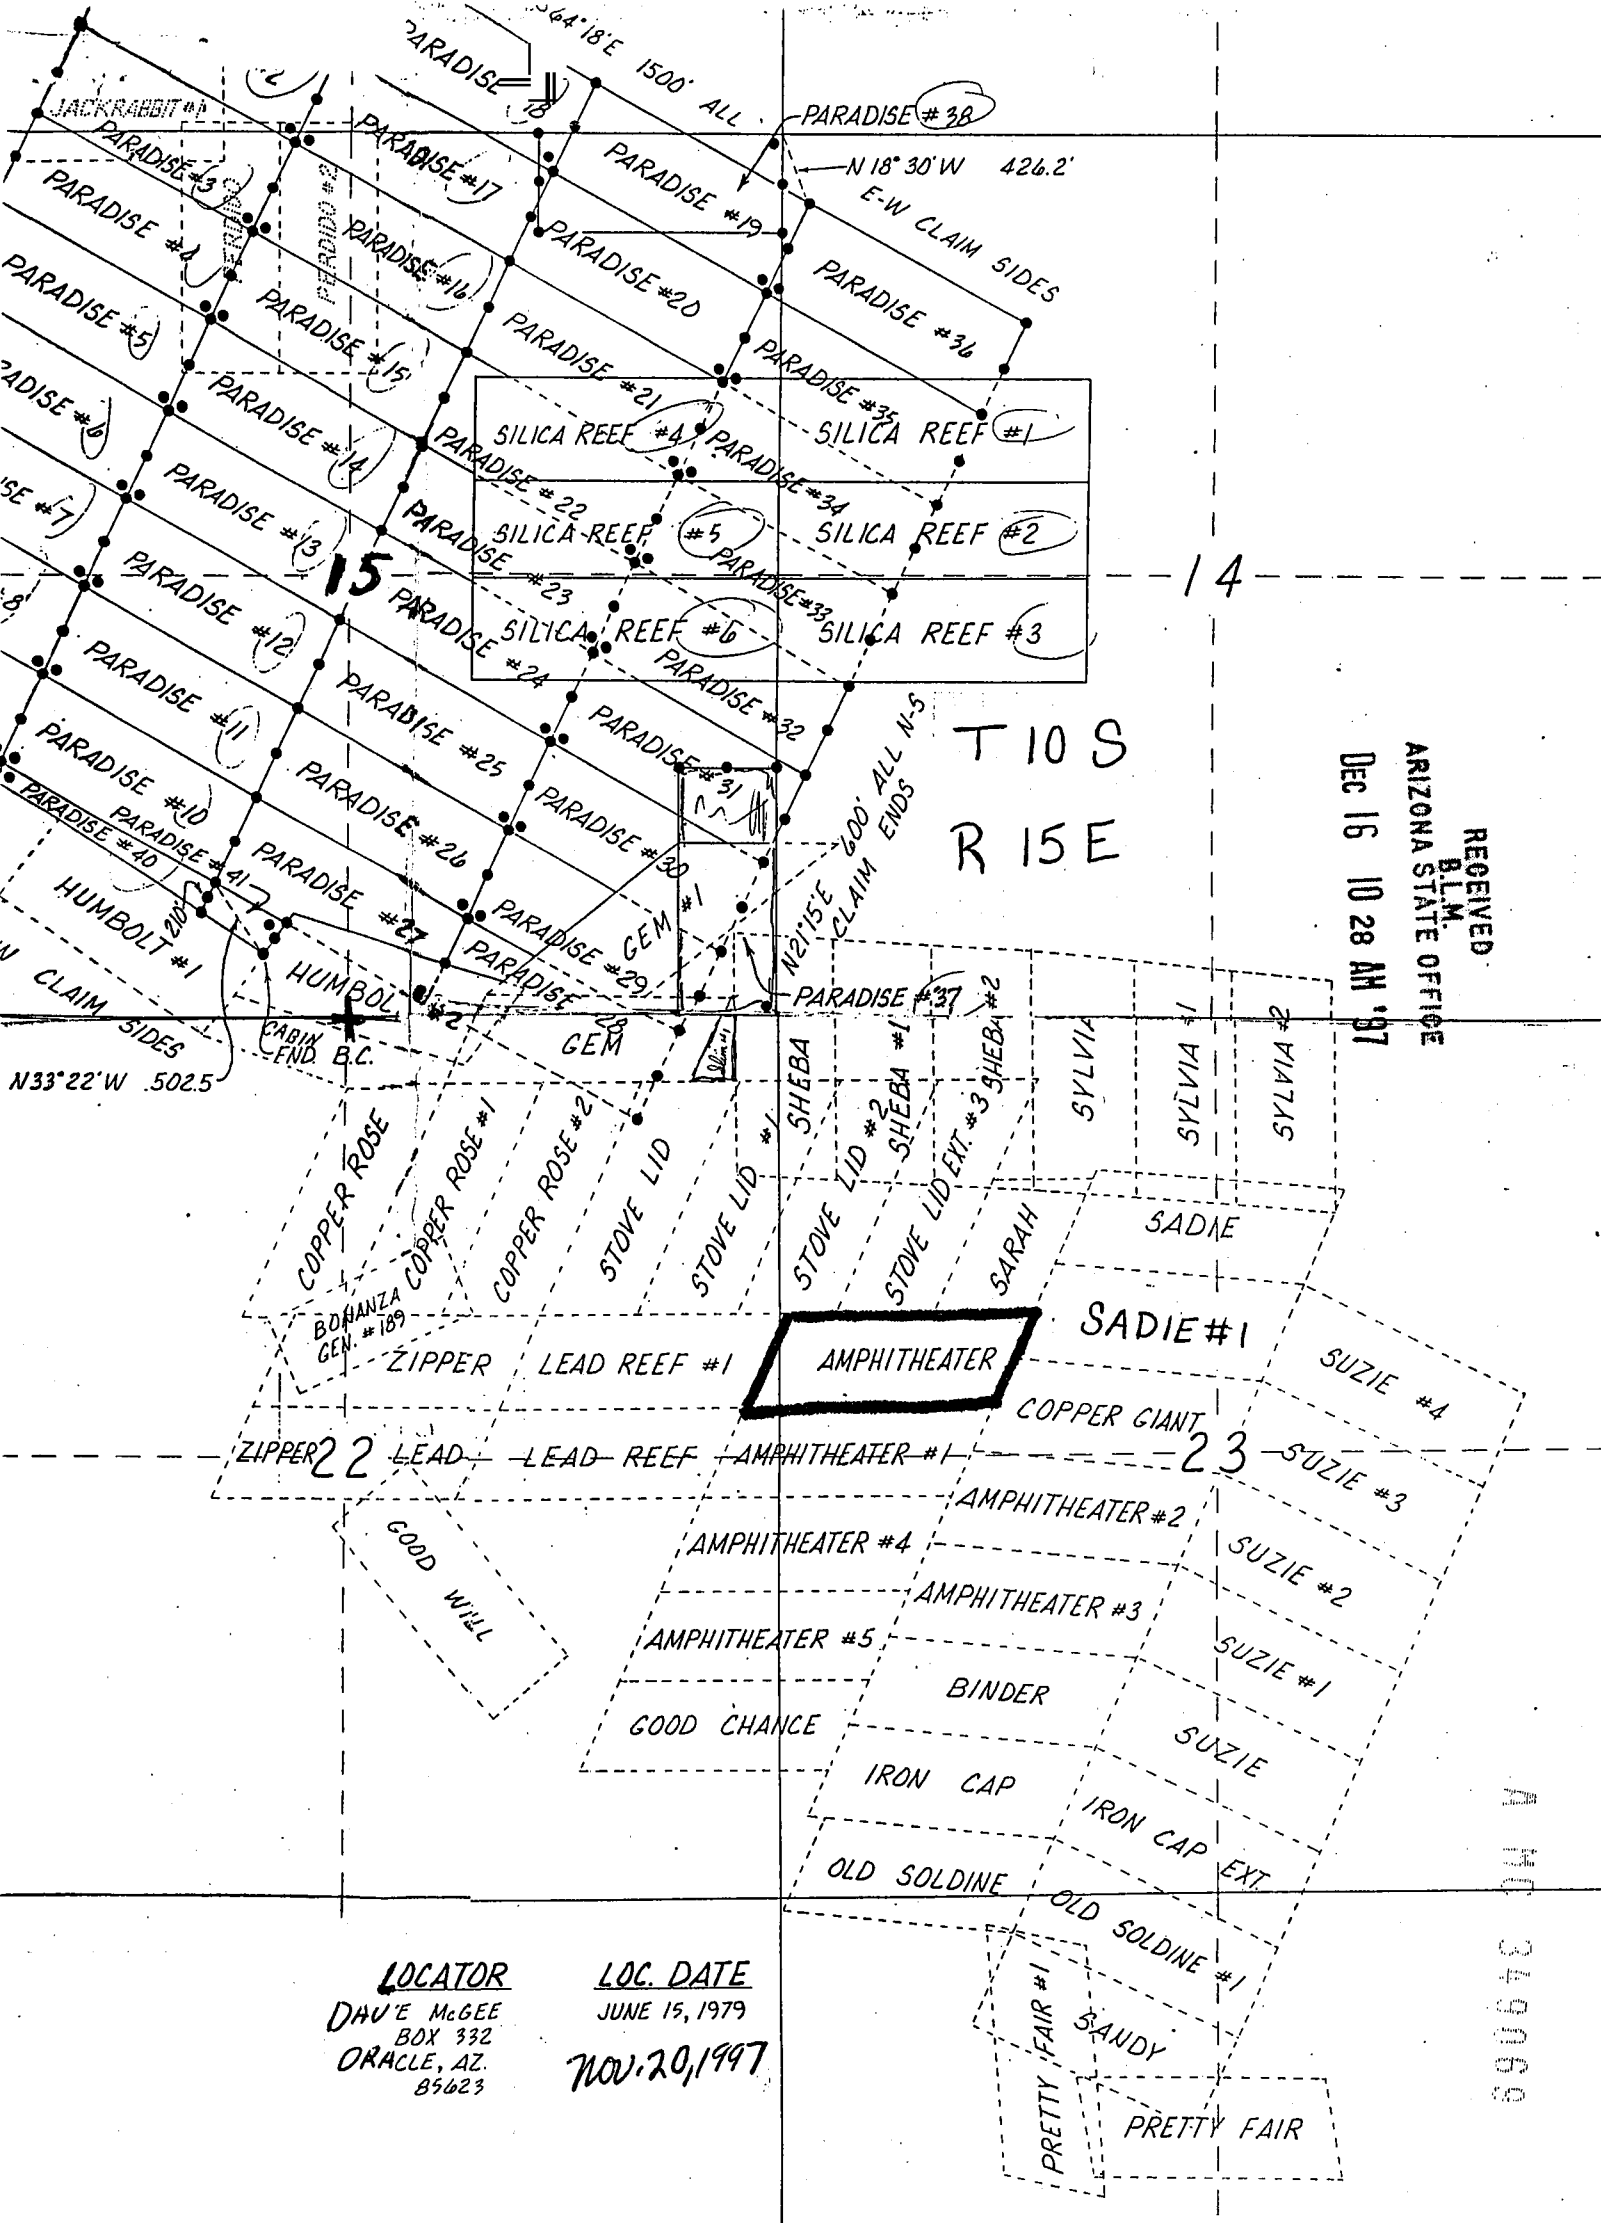 S64°18'E 1500' ALL
E-W CLAIM SIDES
PARADISE 18
PARADISE #38
N 18° 30' W 426.2'
JACKRABBIT #1
PARADISE #3
PARADISE #17
PARADISE #19
PERDIDO #2
PARADISE #4
PARADISE #16
PARADISE #20
PARADISE #36
PARADISE #5
PARADISE #15
PARADISE #21
PARADISE #35
ADISE #6
PARADISE #14
PARADISE #22
PARADISE #34
SILICA REEF #4
SILICA REEF #1
SILICA REEF #5
SILICA REEF #2
SILICA REEF #6
SILICA REEF #3
ISE #7
PARADISE #13
PARADISE #23
PARADISE #33
15
14
8
PARADISE #12
PARADISE #24
PARADISE #32
PARADISE #11
PARADISE #25
PARADISE #31
T 10 S
R 15 E
PARADISE #10
PARADISE #26
PARADISE #30
PARADISE #40
PARADISE #41
PARADISE #27
PARADISE #29
PARADISE 28
GEM #1
N21°15'E 600' ALL N-S
CLAIM ENDS
PARADISE #37
HUMBOLT #1
210'
HUMBOL #2
W CLAIM SIDES
CABIN
END. B.C.
N33°22'W 502.5
GEM
SHEBA
SHEBA #1
SHEBA #2
SYLVIA
SYLVIA #1
SYLVIA #2
COPPER ROSE
COPPER ROSE #1
COPPER ROSE #2
STOVE LID
STOVE LID #1
STOVE LID #2
STOVE LID EXT. #3
SARAH
SADIE
BONANZA
GEN. #189
ZIPPER
LEAD REEF #1
AMPHITHEATER
SADIE #1
SUZIE #4
COPPER GIANT
ZIPPER
22
LEAD
LEAD REEF
AMPHITHEATER #1
23
SUZIE #3
GOOD WILL
AMPHITHEATER #4
AMPHITHEATER #2
SUZIE #2
AMPHITHEATER #5
AMPHITHEATER #3
SUZIE #1
GOOD CHANCE
BINDER
SUZIE
IRON CAP
IRON CAP EXT.
OLD SOLDINE
OLD SOLDINE #1
PRETTY FAIR #1
SANDY
PRETTY FAIR
LOCATOR
DAVE McGEE
BOX 332
ORACLE, AZ.
85623
LOC. DATE
JUNE 15, 1979
NOV. 20, 1997
RECEIVED
B.L.M.
ARIZONA STATE OFFICE
DEC 16 10 28 AM '97
A MC 349069